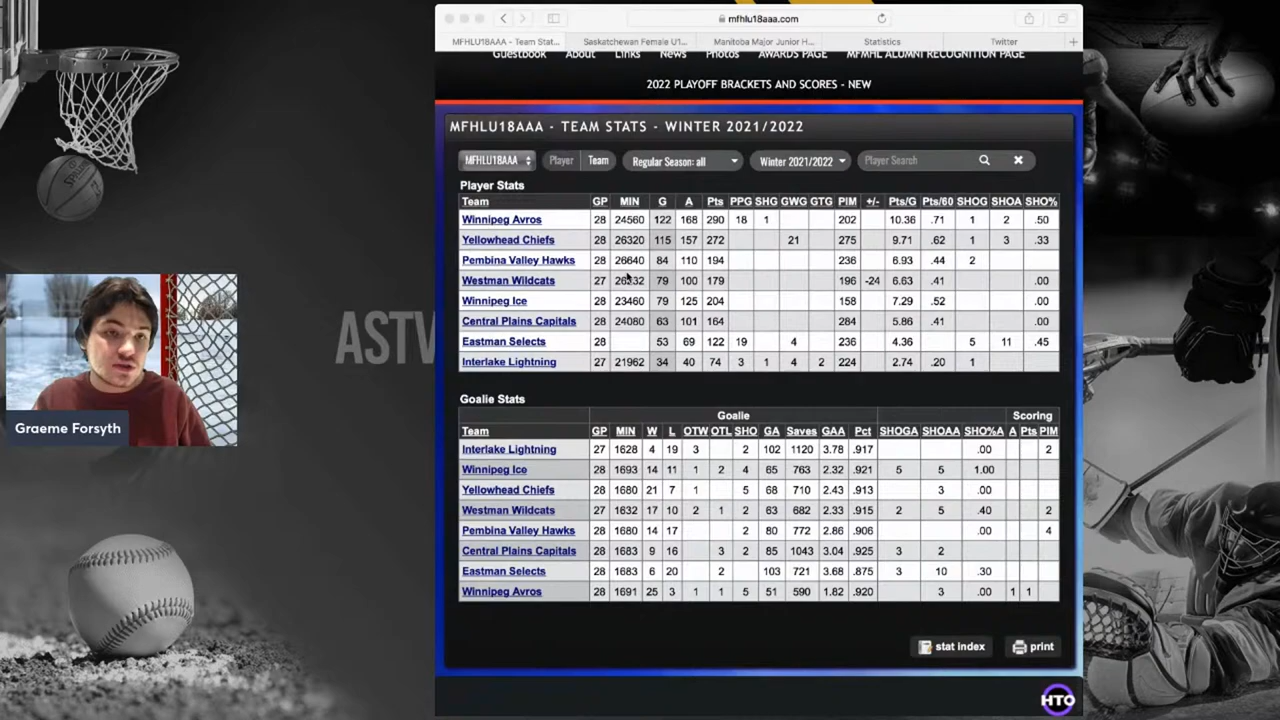 mfhlu18aaa.com
MFHLU18AAA - Team Stat... Saskatchewan Female U1... Manitoba Major Junior H... Statistics Twitter
Guestbook About Links News Photos AWARDS PAGE MFMHL ALUMNI RECOGNITION PAGE
2022 PLAYOFF BRACKETS AND SCORES - NEW
MFHLU18AAA - TEAM STATS - WINTER 2021/2022
MFHLU18AAA Player Team Regular Season: all Winter 2021/2022 Player Search
Player Stats
Team GP MIN G A Pts PPG SHG GWG GTG PIM +/- Pts/G Pts/60 SHOG SHOA SHO%
Winnipeg Avros 28 24560 122 168 290 18 1 202 10.36 .71 1 2 .50
Yellowhead Chiefs 28 26320 115 157 272 21 275 9.71 .62 1 3 .33
Pembina Valley Hawks 28 26640 84 110 194 236 6.93 .44 2
Westman Wildcats 27 79 100 179 196 -24 6.63 .41 .00
Winnipeg Ice 28 23460 79 125 204 158 7.29 .52 .00
Central Plains Capitals 28 24080 63 101 164 284 5.86 .41 .00
Eastman Selects 28 53 69 122 19 4 236 4.36 5 11 .45
Interlake Lightning 27 21962 34 40 74 3 1 4 2 224 2.74 .20 1
Goalie Stats
Goalie Scoring
Team GP MIN W L OTW OTL SHO GA Saves GAA Pct SHOGA SHOAA SHO%A A Pts PIM
Interlake Lightning 27 1628 4 19 3 2 102 1120 3.78 .917 .00 2
Winnipeg Ice 28 1693 14 11 1 2 4 65 763 2.32 .921 5 5 1.00
Yellowhead Chiefs 28 1680 21 7 1 5 68 710 2.43 .913 3 .00
Westman Wildcats 27 1632 17 10 2 1 2 63 682 2.33 .915 2 5 .40 2
Pembina Valley Hawks 28 1680 14 17 2 80 772 2.86 .906 .00 4
Central Plains Capitals 28 1683 9 16 3 2 85 1043 3.04 .925 3 2
Eastman Selects 28 1683 6 20 2 103 721 3.68 .875 3 10 .30
Winnipeg Avros 28 1691 25 3 1 1 5 51 590 1.82 .920 3 .00 1 1
stat index print
Graeme Forsyth
ASTV
HTO